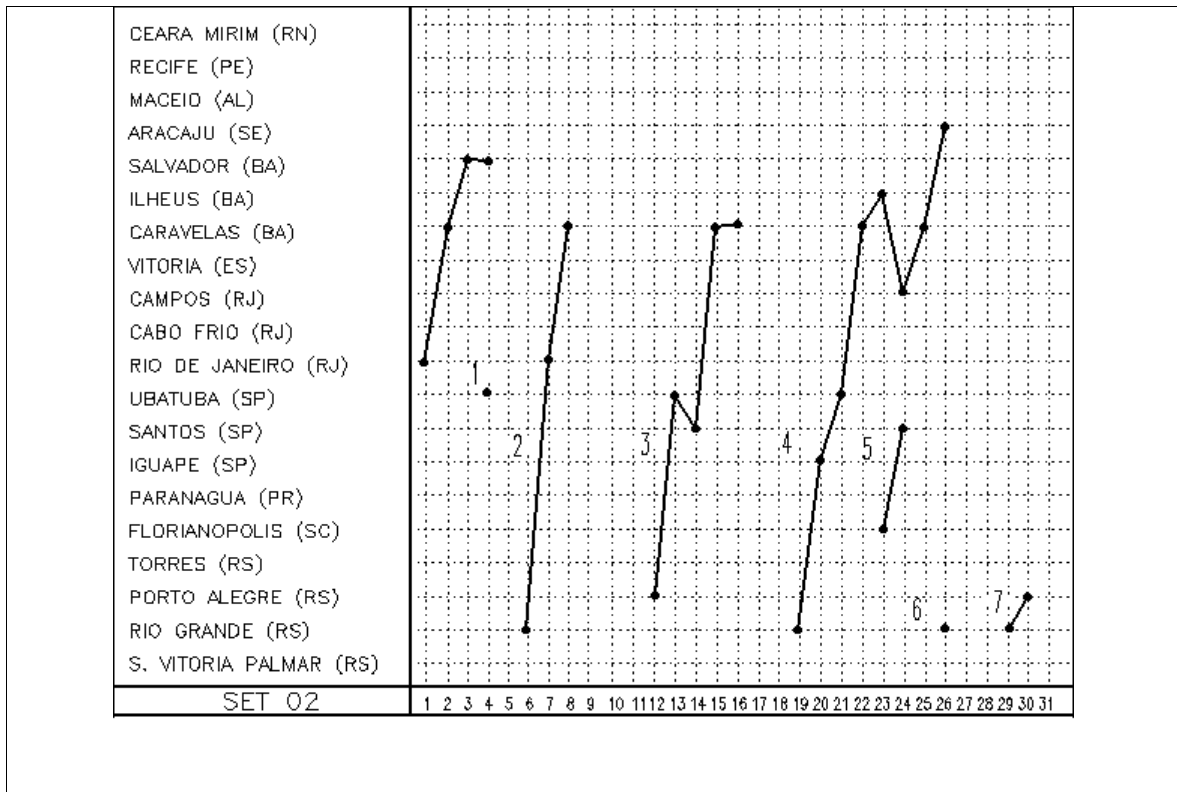 CEARA MIRIM (RN)
RECIFE (PE)
MACEIO (AL)
ARACAJU (SE)
SALVADOR (BA)
ILHEUS (BA)
CARAVELAS (BA)
VITORIA (ES)
CAMPOS (RJ)
CABO FRIO (RJ)
RIO DE JANEIRO (RJ)
1
UBATUBA (SP)
SANTOS (SP)
2 3 4 5
IGUAPE (SP)
PARANAGUA (PR)
FLORIANOPOLIS (SC)
TORRES (RS)
PORTO ALEGRE (RS)
6 7
RIO GRANDE (RS)
S. VITORIA PALMAR (RS)
SET 02 1 2 3 4 5 6 7 8 9 10 11 12 13 14 15 16 17 18 19 20 21 22 23 24 25 26 27 28 29 30 31